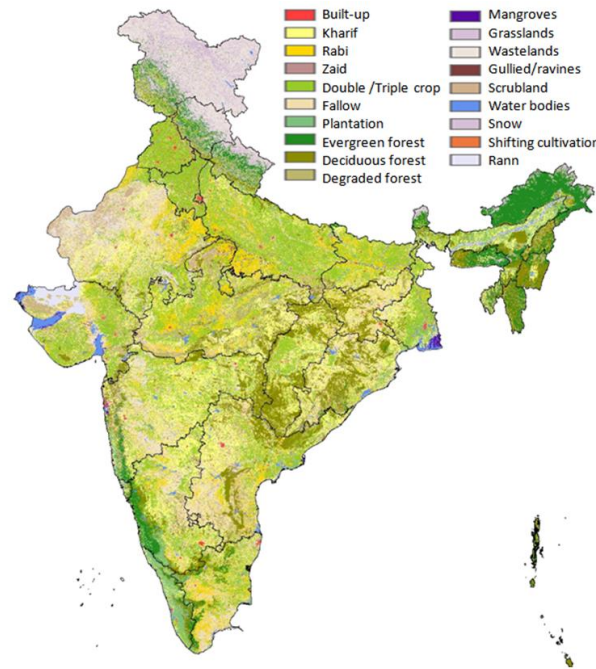 Built-up
Kharif
Rabi
Zaid
Double /Triple crop
Fallow
Plantation
Evergreen forest
Deciduous forest
Degraded forest
Mangroves
Grasslands
Wastelands
Gullied/ravines
Scrubland
Water bodies
Snow
Shifting cultivation
Rann